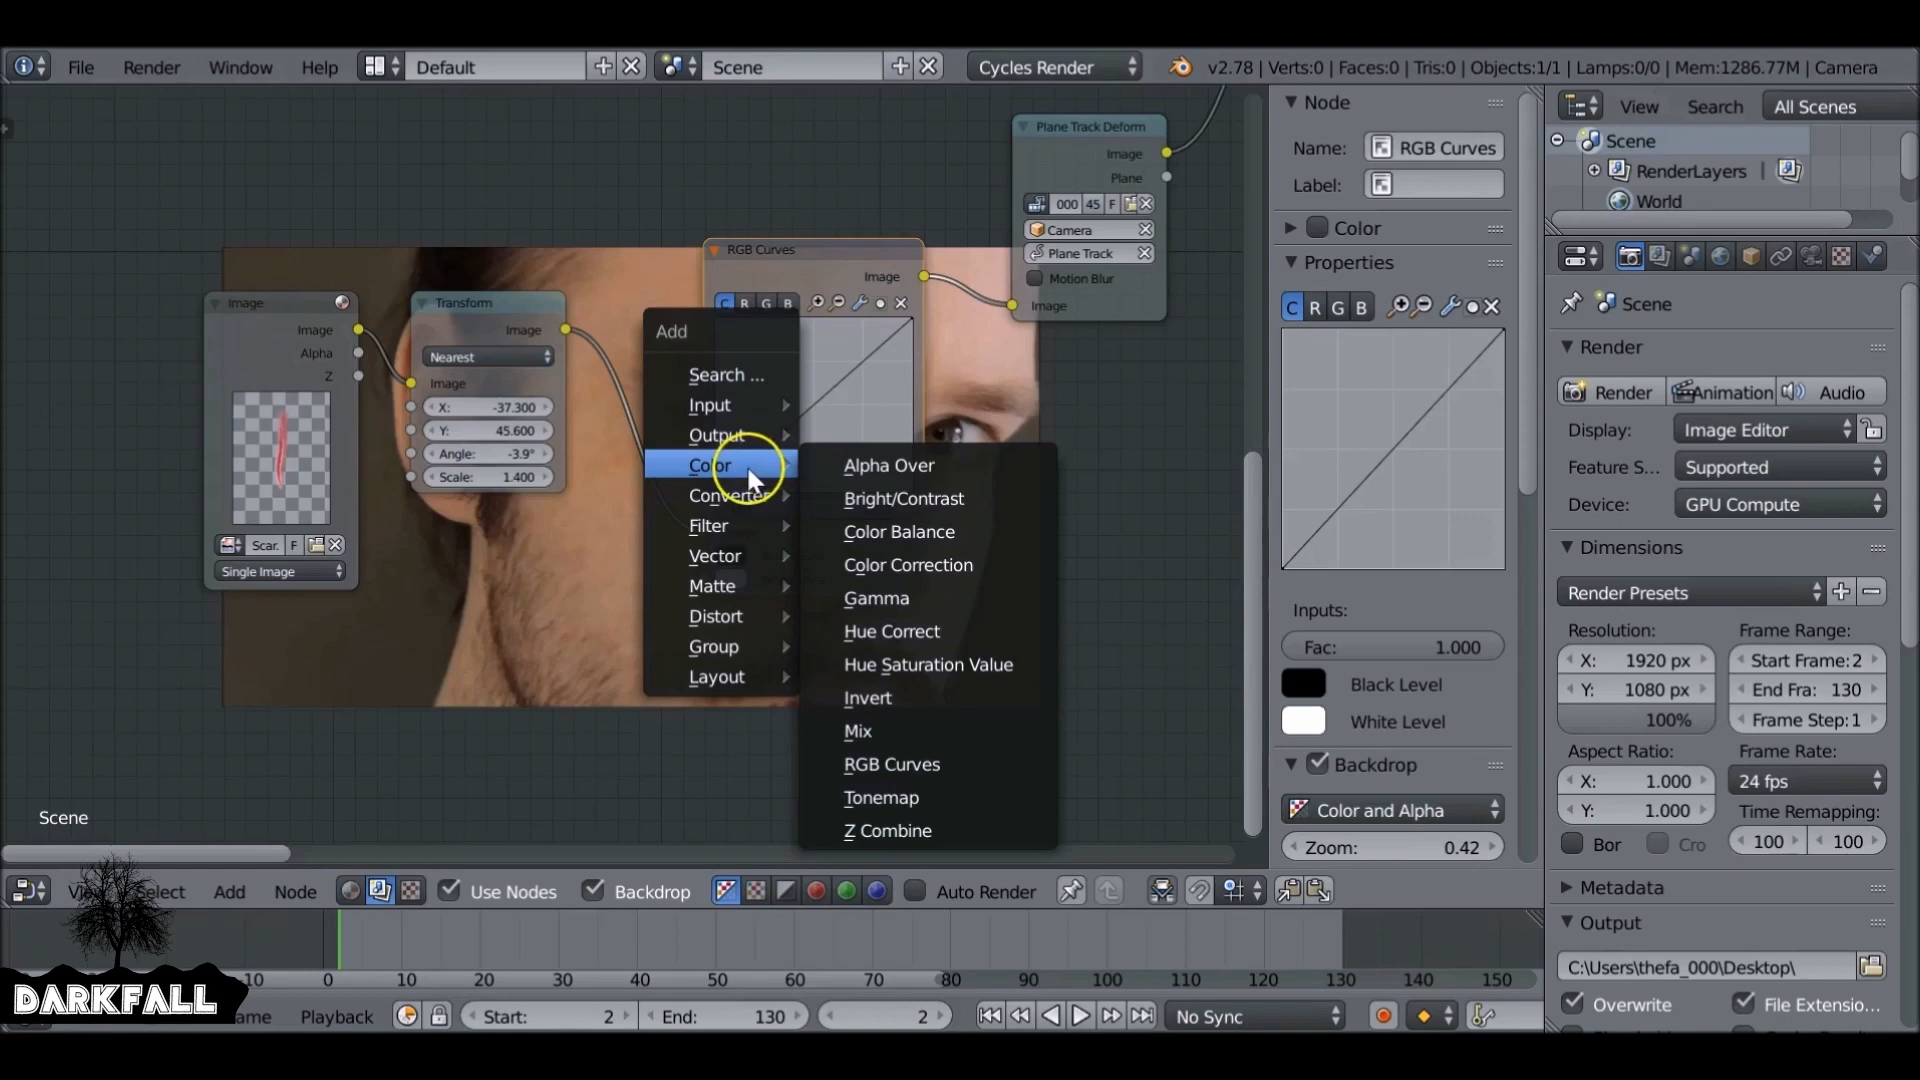 File Render Window Help Default Scene Cycles Render v2.78 | Verts:0 | Faces:0 | Tris:0 | Objects:1/1 | Lamps:0/0 | Mem:1286.77M | Camera
Plane Track Deform
Image
Plane
000 45 F
Camera
Plane Track
Motion Blur
Image
RGB Curves
Image
C R G B
Image
Image
Alpha
Z
Scar. F
Single Image
Transform
Image
Nearest
Image
X: -37.300
Y: 45.600
Angle: -3.9°
Scale: 1.400
Add
Search ...
Input
Output
Color
Converter
Filter
Vector
Matte
Distort
Group
Layout
Alpha Over
Bright/Contrast
Color Balance
Color Correction
Gamma
Hue Correct
Hue Saturation Value
Invert
Mix
RGB Curves
Tonemap
Z Combine
Scene
Node
Name: RGB Curves
Label:
Color
Properties
C R G B
Inputs:
Fac: 1.000
Black Level
White Level
Backdrop
Color and Alpha
Zoom: 0.42
View Search All Scenes
Scene
RenderLayers
World
Scene
Render
Render Animation Audio
Display: Image Editor
Feature S... Supported
Device: GPU Compute
Dimensions
Render Presets
Resolution: Frame Range:
X: 1920 px Start Frame:2
Y: 1080 px End Fra: 130
100% Frame Step:1
Aspect Ratio: Frame Rate:
X: 1.000 24 fps
Y: 1.000 Time Remapping:
Bor Cro 100 100
Metadata
Output
C:\Users\thefa_000\Desktop\
Overwrite File Extensio...
Select Add Node Use Nodes Backdrop Auto Render
-10 0 10 20 30 40 50 60 70 80 90 100 110 120 130 140 150
DARKFALL
Playback Start: 2 End: 130 2 No Sync